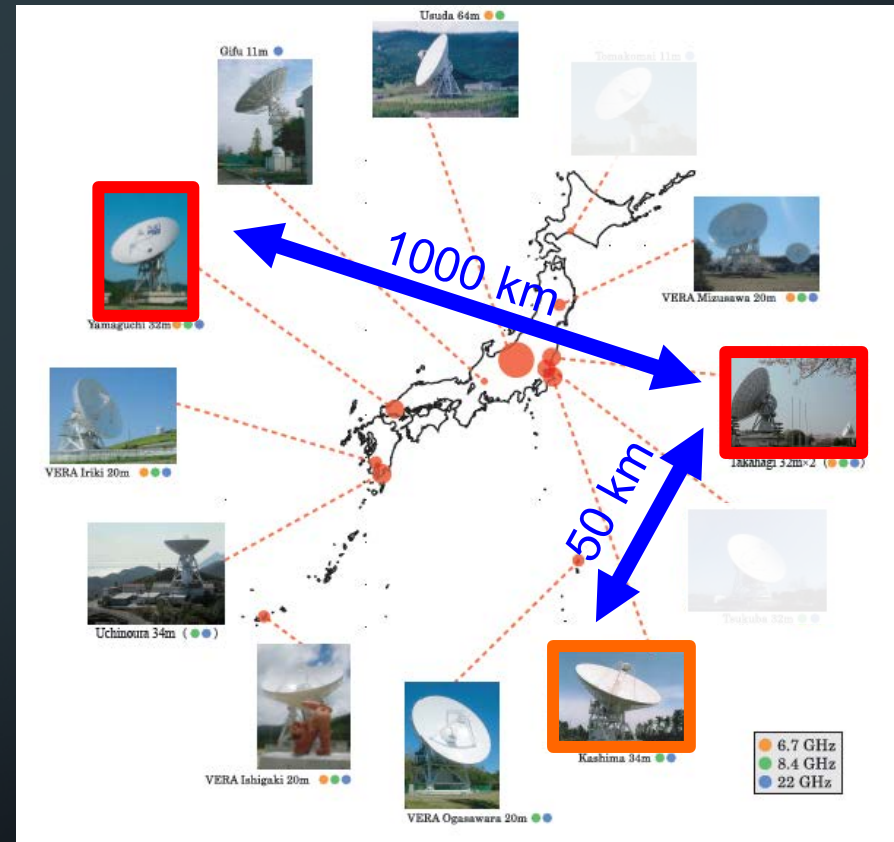 Usuda 64m
Gifu 11m
Tomakomai 11m
1000 km
VERA Mizusawa 20m
Yamaguchi 32m
Takahagi 32m×2 ( )
VERA Iriki 20m
50 km
Tsukuba 32m
Uchinoura 34m ( )
Kashima 34m
6.7 GHz
8.4 GHz
22 GHz
VERA Ishigaki 20m
VERA Ogasawara 20m